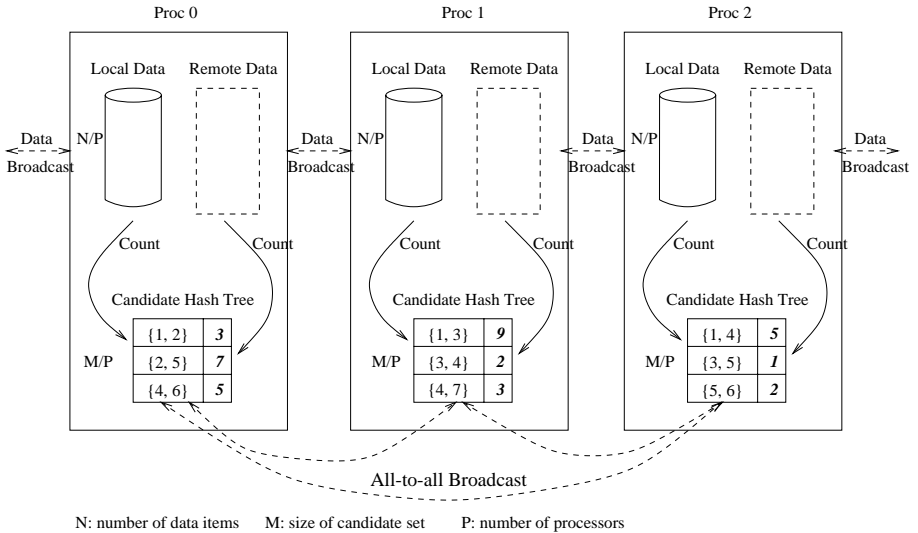 Proc 0 Proc 1 Proc 2
Local Data Remote Data Local Data Remote Data Local Data Remote Data
Data N/P Data N/P Data N/P Data
Broadcast Broadcast Broadcast Broadcast
Count Count Count Count Count Count
Candidate Hash Tree Candidate Hash Tree Candidate Hash Tree
{1, 2} 3 {1, 3} 9 {1, 4} 5
M/P {2, 5} 7 M/P {3, 4} 2 M/P {3, 5} 1
{4, 6} 5 {4, 7} 3 {5, 6} 2
All-to-all Broadcast
N: number of data items M: size of candidate set P: number of processors